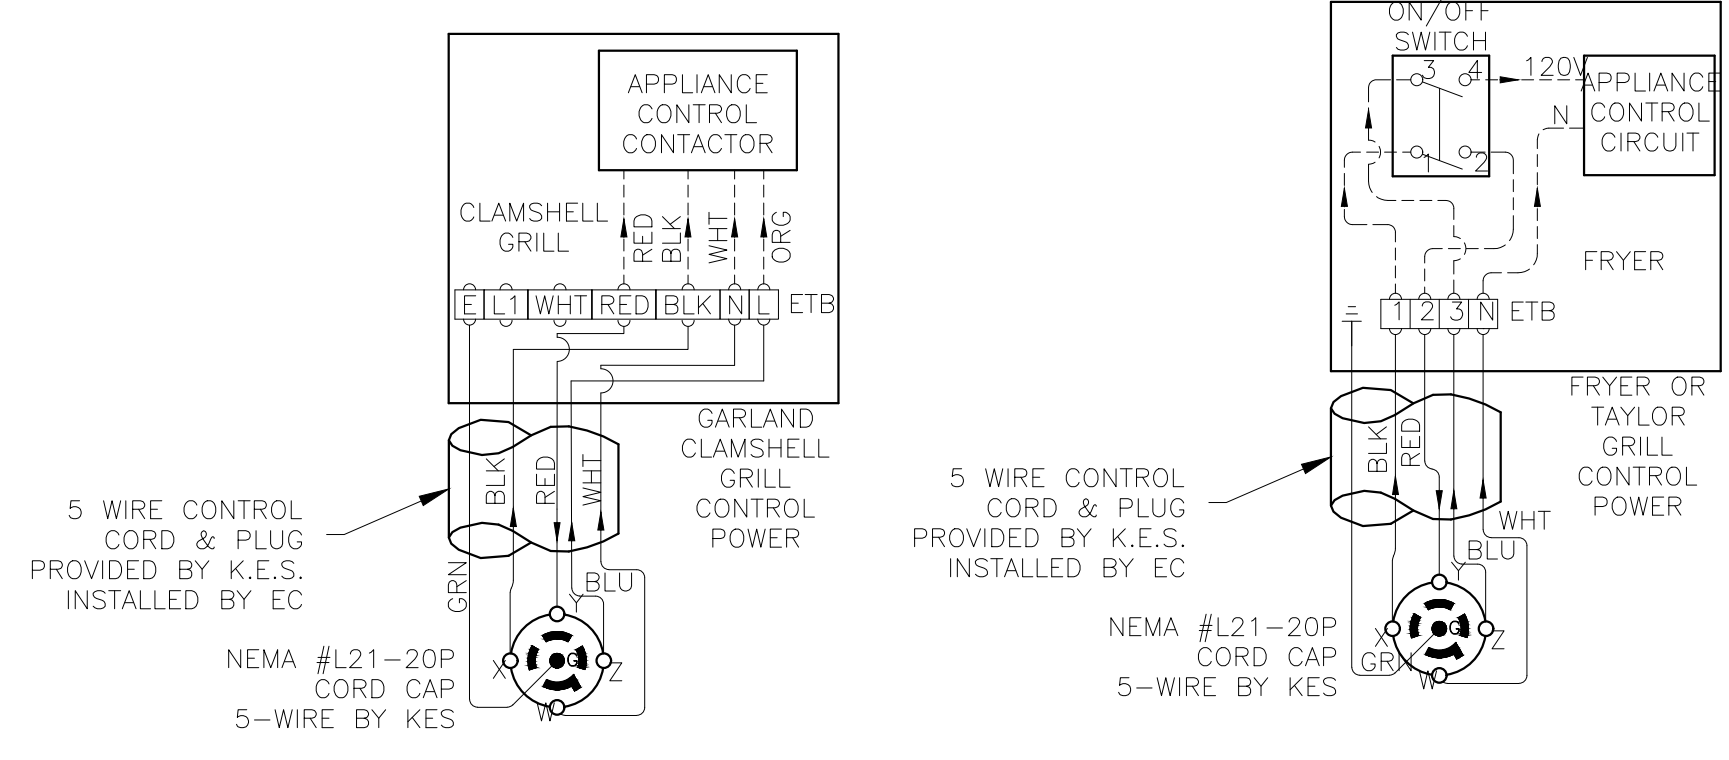 APPLIANCE
CONTROL
CONTACTOR
CLAMSHELL
GRILL
RED
BLK
WHT
ORG
E L1 WHT RED BLK N L ETB
GARLAND
CLAMSHELL
GRILL
CONTROL
POWER
5 WIRE CONTROL
CORD & PLUG
PROVIDED BY K.E.S.
INSTALLED BY EC
BLK
RED
WHT
GRN
BLU
Y
X
G
Z
W
NEMA #L21-20P
CORD CAP
5-WIRE BY KES
ON/OFF
SWITCH
3 4
1 2
120V
N
APPLIANCE
CONTROL
CIRCUIT
FRYER
1 2 3 N ETB
FRYER OR
TAYLOR
GRILL
CONTROL
POWER
5 WIRE CONTROL
CORD & PLUG
PROVIDED BY K.E.S.
INSTALLED BY EC
BLK
RED
WHT
BLU
Y
X
G
Z
GRN
W
NEMA #L21-20P
CORD CAP
5-WIRE BY KES